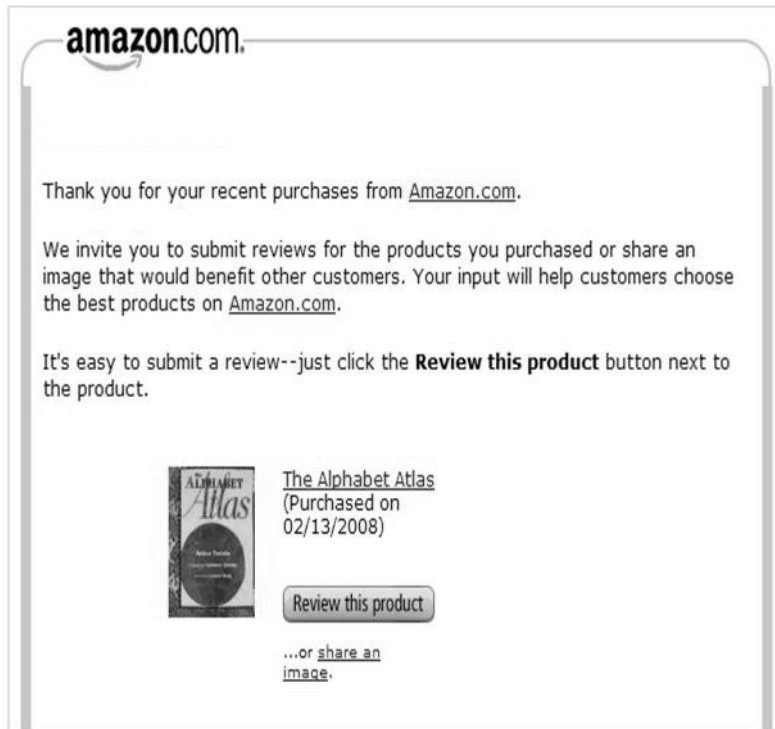 amazon.com.
Thank you for your recent purchases from Amazon.com.
We invite you to submit reviews for the products you purchased or share an
image that would benefit other customers. Your input will help customers choose
the best products on Amazon.com.
It's easy to submit a review--just click the Review this product button next to
the product.
The
ALPHABET
Atlas
The Alphabet Atlas
(Purchased on
02/13/2008)
Review this product
...or share an
image.